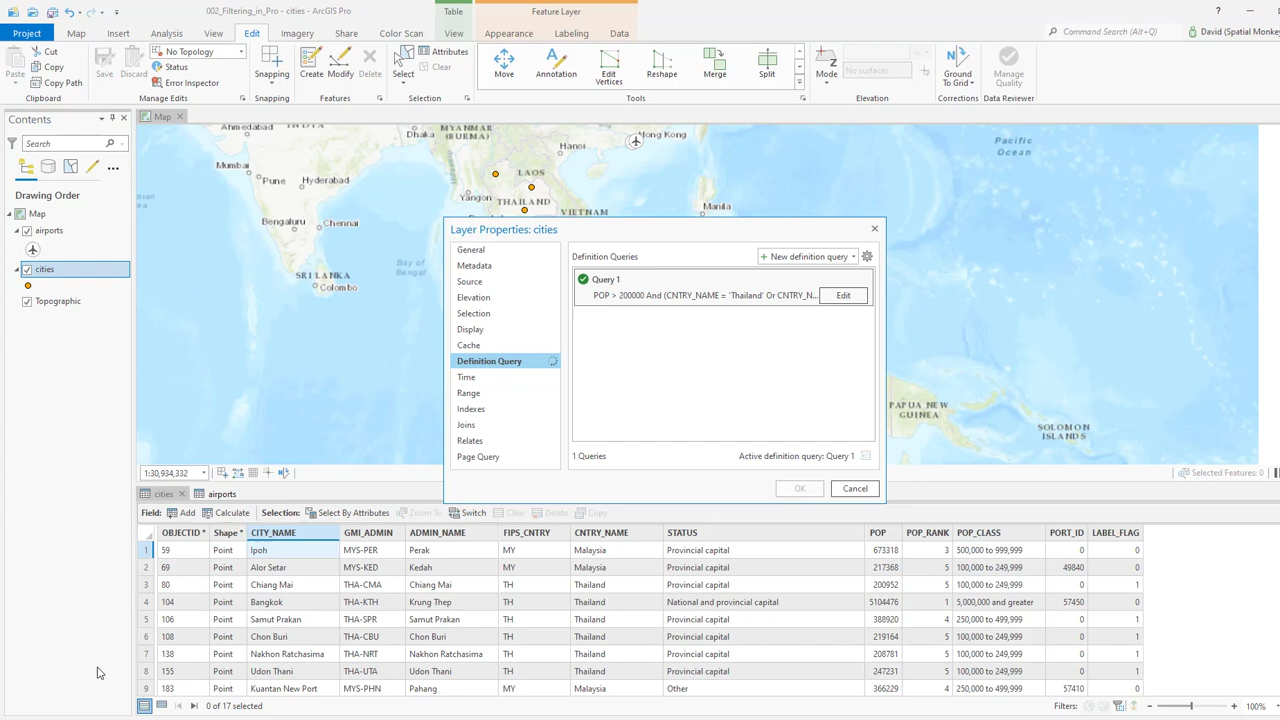 002_Filtering_in_Pro - cities - ArcGIS Pro
Table
Feature Layer
?
Project
Map
Insert
Analysis
View
Edit
Imagery
Share
Color Scan
View
Appearance
Labeling
Data
Command Search (Alt+Q)
David (Spatial Monke
Paste
Cut
Copy
Copy Path
Clipboard
Save
Discard
No Topology
Status
Error Inspector
Manage Edits
Snapping
Snapping
Create
Modify
Delete
Features
Select
Attributes
Clear
Selection
Move
Annotation
Edit
Vertices
Reshape
Merge
Split
Tools
Mode
No surfaces
Elevation
Ground
To Grid
Corrections
Manage
Quality
Data Reviewer
Contents
Search
Drawing Order
Map
airports
cities
Topographic
Map
Ahmedabad
Dhaka
MYANMAR
(BURMA)
Hanoi
Hong Kong
Pacific
Ocean
Mumbai
Pune
Hyderabad
LAOS
Yangon
THAILAND
VIETNAM
Manila
Bengaluru
Chennai
Bay of
Bengal
SRI LANKA
Colombo
PAPUA NEW
GUINEA
SOLOMON
ISLANDS
Layer Properties: cities
General
Metadata
Source
Elevation
Selection
Display
Cache
Definition Query
Time
Range
Indexes
Joins
Relates
Page Query
Definition Queries
New definition query
Query 1
POP > 200000 And (CNTRY_NAME = 'Thailand' Or CNTRY_N...
Edit
1 Queries
Active definition query: Query 1
OK
Cancel
1:30,934,332
Selected Features: 0
cities
airports
Field: Add Calculate Selection: Select By Attributes Zoom To Switch Clear Delete Copy
OBJECTID * Shape * CITY_NAME GMI_ADMIN ADMIN_NAME FIPS_CNTRY CNTRY_NAME STATUS POP POP_RANK POP_CLASS PORT_ID LABEL_FLAG
1 59 Point Ipoh MYS-PER Perak MY Malaysia Provincial capital 673318 3 500,000 to 999,999 0 0
2 69 Point Alor Setar MYS-KED Kedah MY Malaysia Provincial capital 217368 5 100,000 to 249,999 49840 0
3 80 Point Chiang Mai THA-CMA Chiang Mai TH Thailand Provincial capital 200952 5 100,000 to 249,999 0 1
4 104 Point Bangkok THA-KTH Krung Thep TH Thailand National and provincial capital 5104476 1 5,000,000 and greater 57450 0
5 106 Point Samut Prakan THA-SPR Samut Prakan TH Thailand Provincial capital 388920 4 250,000 to 499,999 0 1
6 108 Point Chon Buri THA-CBU Chon Buri TH Thailand Provincial capital 219164 5 100,000 to 249,999 0 1
7 138 Point Nakhon Ratchasima THA-NRT Nakhon Ratchasima TH Thailand Provincial capital 208781 5 100,000 to 249,999 0 1
8 155 Point Udon Thani THA-UTA Udon Thani TH Thailand Provincial capital 247231 5 100,000 to 249,999 0 1
9 183 Point Kuantan New Port MYS-PHN Pahang MY Malaysia Other 366229 4 250,000 to 499,999 57410 0
0 of 17 selected
Filters:
100%